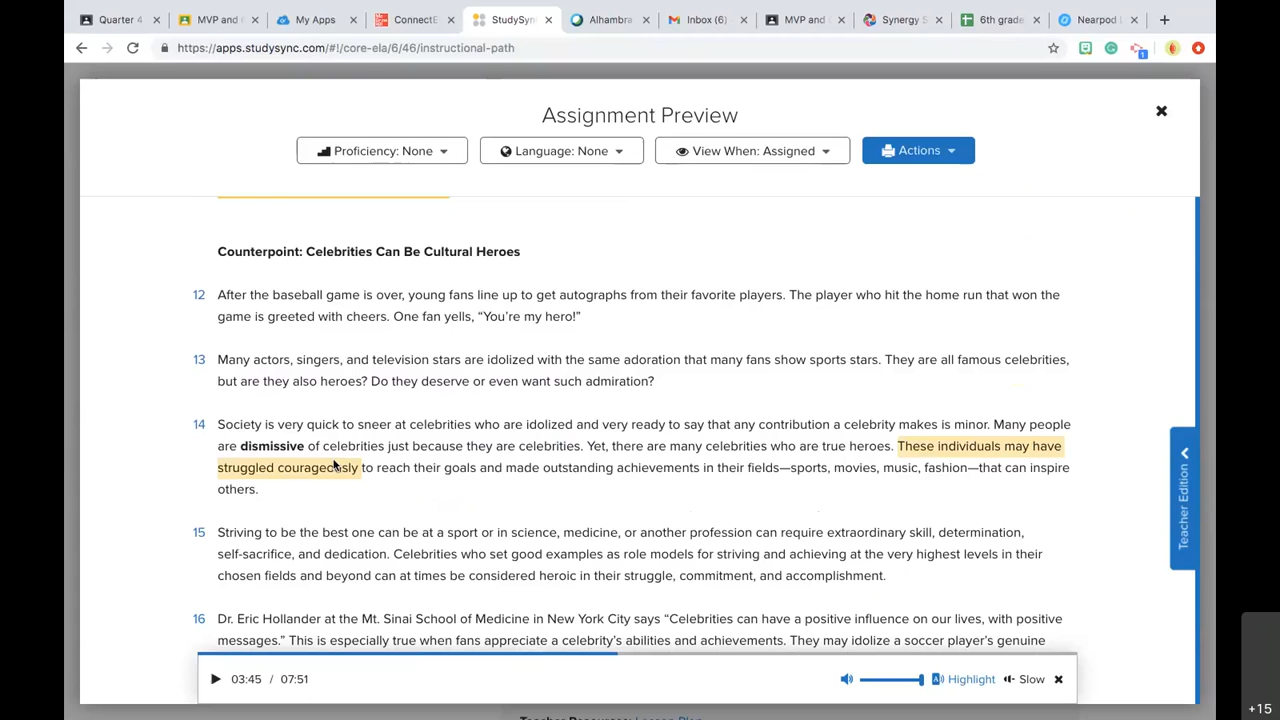 Quarter 4
MVP and
My Apps
ConnectE
StudySync
Alhambra
Inbox (6)
MVP and
Synergy S
6th grade
Nearpod L
https://apps.studysync.com/#!/core-ela/6/46/instructional-path
1
Assignment Preview
Proficiency: None
Language: None
View When: Assigned
Actions
Counterpoint: Celebrities Can Be Cultural Heroes
12 After the baseball game is over, young fans line up to get autographs from their favorite players. The player who hit the home run that won the
game is greeted with cheers. One fan yells, “You’re my hero!”
13 Many actors, singers, and television stars are idolized with the same adoration that many fans show sports stars. They are all famous celebrities,
but are they also heroes? Do they deserve or even want such admiration?
14 Society is very quick to sneer at celebrities who are idolized and very ready to say that any contribution a celebrity makes is minor. Many people
are dismissive of celebrities just because they are celebrities. Yet, there are many celebrities who are true heroes. These individuals may have
struggled courageously to reach their goals and made outstanding achievements in their fields—sports, movies, music, fashion—that can inspire
others.
15 Striving to be the best one can be at a sport or in science, medicine, or another profession can require extraordinary skill, determination,
self-sacrifice, and dedication. Celebrities who set good examples as role models for striving and achieving at the very highest levels in their
chosen fields and beyond can at times be considered heroic in their struggle, commitment, and accomplishment.
16 Dr. Eric Hollander at the Mt. Sinai School of Medicine in New York City says “Celebrities can have a positive influence on our lives, with positive
messages.” This is especially true when fans appreciate a celebrity’s abilities and achievements. They may idolize a soccer player’s genuine
Teacher Edition
03:45 / 07:51
Highlight
Slow
Teacher Resources: Lesson Plan
+15